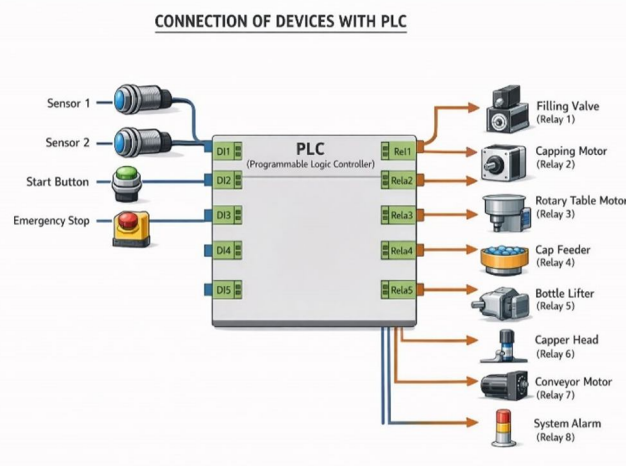 CONNECTION OF DEVICES WITH PLC
Sensor 1
Sensor 2
Start Button
Emergency Stop
PLC
(Programmable Logic Controller)
DI1
DI2
DI3
DI4
DI5
Rel1
Rela2
Rela3
Rela4
Rela5
Filling Valve
(Relay 1)
Capping Motor
(Relay 2)
Rotary Table Motor
(Relay 3)
Cap Feeder
(Relay 4)
Bottle Lifter
(Relay 5)
Capper Head
(Relay 6)
Conveyor Motor
(Relay 7)
System Alarm
(Relay 8)